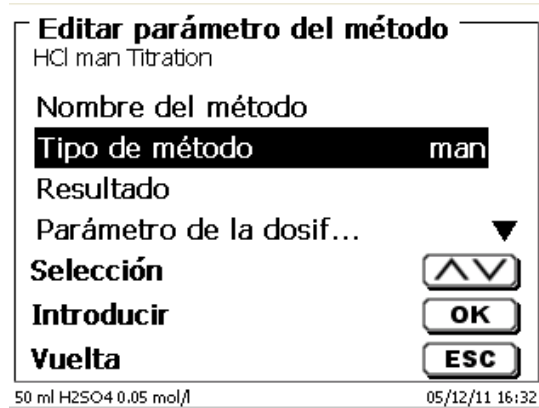 Editar parámetro del método
HCl man Titration
Nombre del método
Tipo de método man
Resultado
Parámetro de la dosif...
Selección
Introducir OK
Vuelta ESC
50 ml H2SO4 0.05 mol/l 05/12/11 16:32